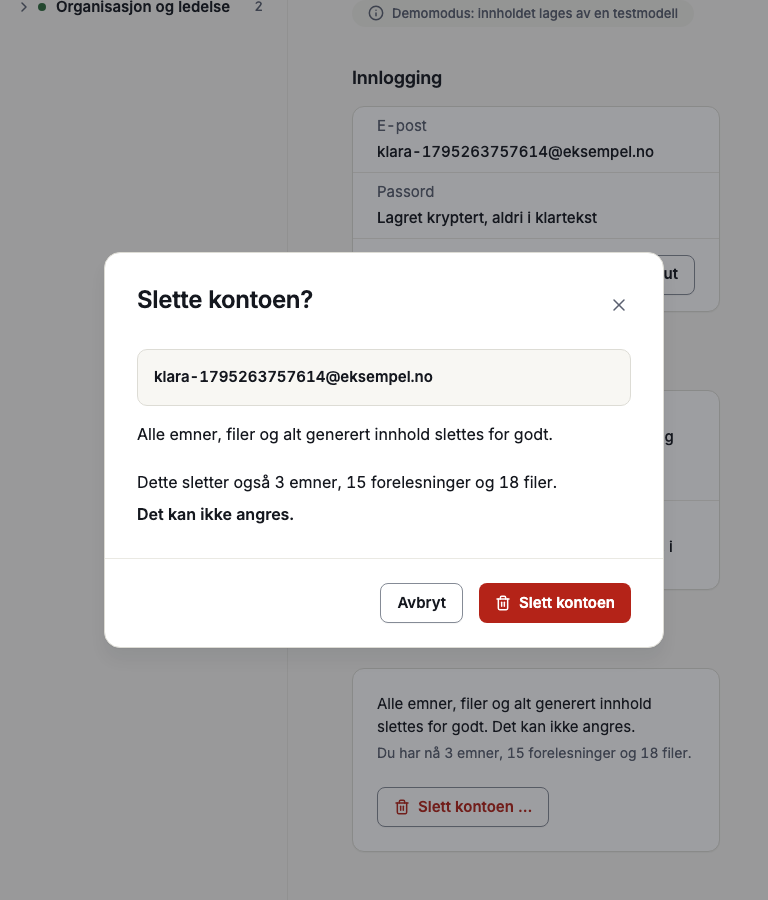 Organisasjon og ledelse 2
Demomodus: innholdet lages av en testmodell
Innlogging
E-post
klara-1795263757614@eksempel.no
Passord
Lagret kryptert, aldri i klartekst
Slette kontoen?
klara-1795263757614@eksempel.no
Alle emner, filer og alt generert innhold slettes for godt.
Dette sletter også 3 emner, 15 forelesninger og 18 filer.
Det kan ikke angres.
Avbryt
Slett kontoen
Alle emner, filer og alt generert innhold
slettes for godt. Det kan ikke angres.
Du har nå 3 emner, 15 forelesninger og 18 filer.
Slett kontoen ...